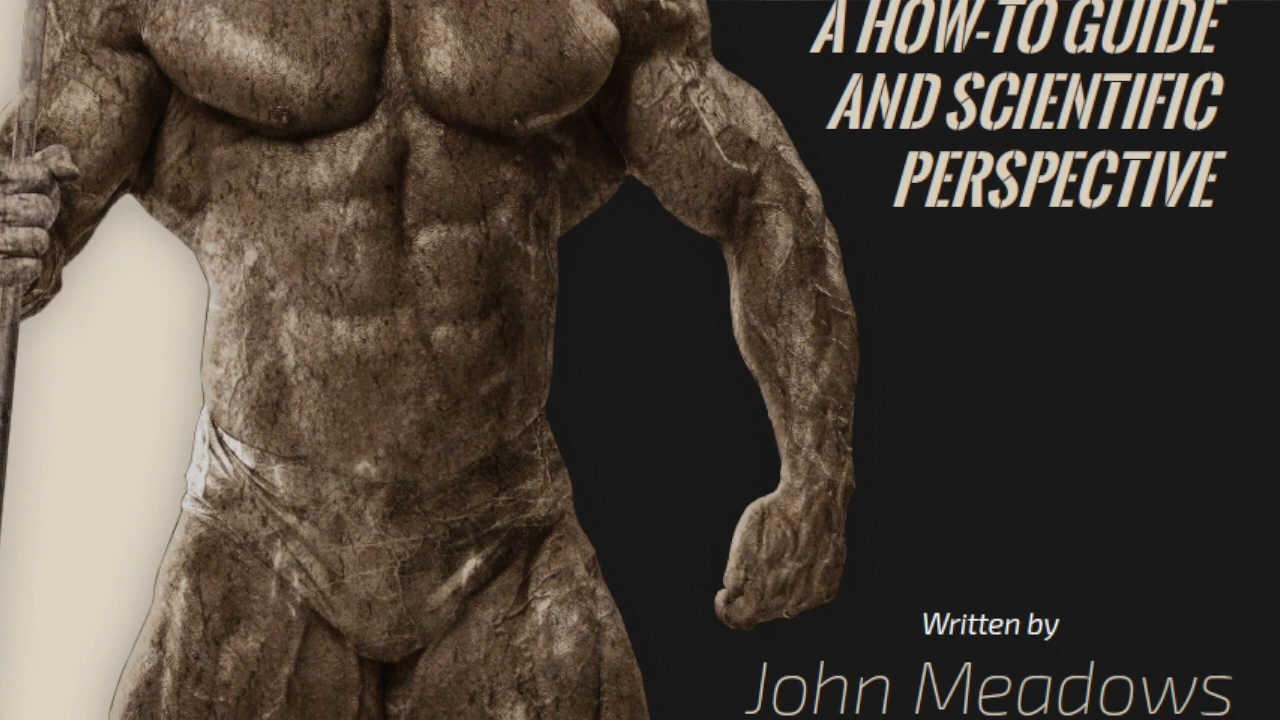 A HOW-TO GUIDE
AND SCIENTIFIC
PERSPECTIVE
Written by
John Meadows